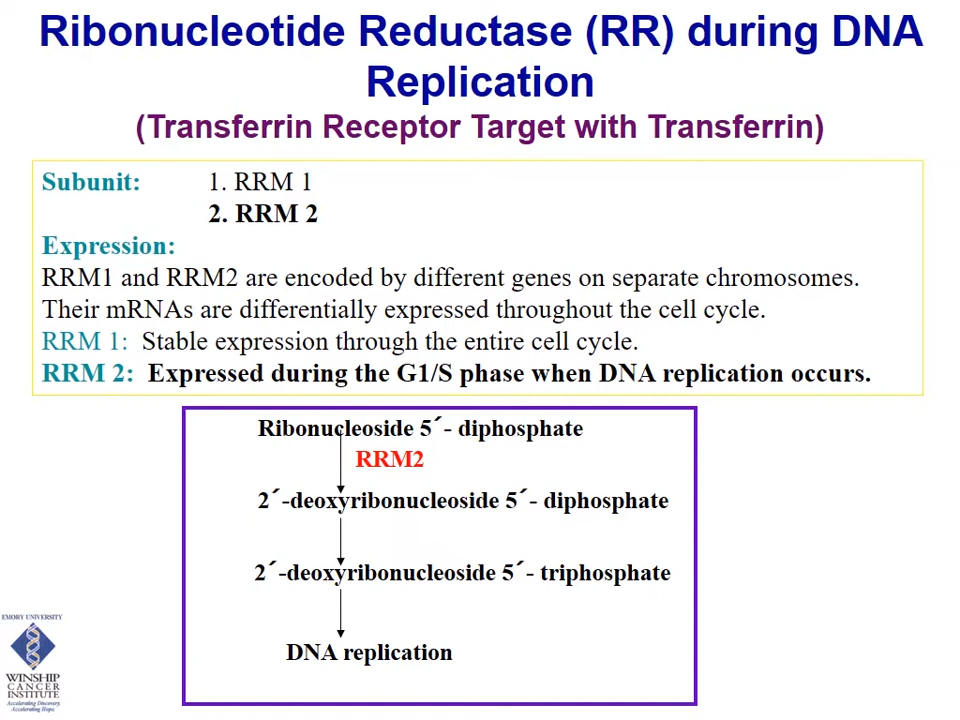 Ribonucleotide Reductase (RR) during DNA
Replication
(Transferrin Receptor Target with Transferrin)
Subunit: 1. RRM 1
2. RRM 2
Expression:
RRM1 and RRM2 are encoded by different genes on separate chromosomes.
Their mRNAs are differentially expressed throughout the cell cycle.
RRM 1: Stable expression through the entire cell cycle.
RRM 2: Expressed during the G1/S phase when DNA replication occurs.
Ribonucleoside 5´- diphosphate
RRM2
2´-deoxyribonucleoside 5´- diphosphate
2´-deoxyribonucleoside 5´- triphosphate
DNA replication
EMORY UNIVERSITY
WINSHIP
CANCER
INSTITUTE
Accelerating Discovery,
Accelerating Hope